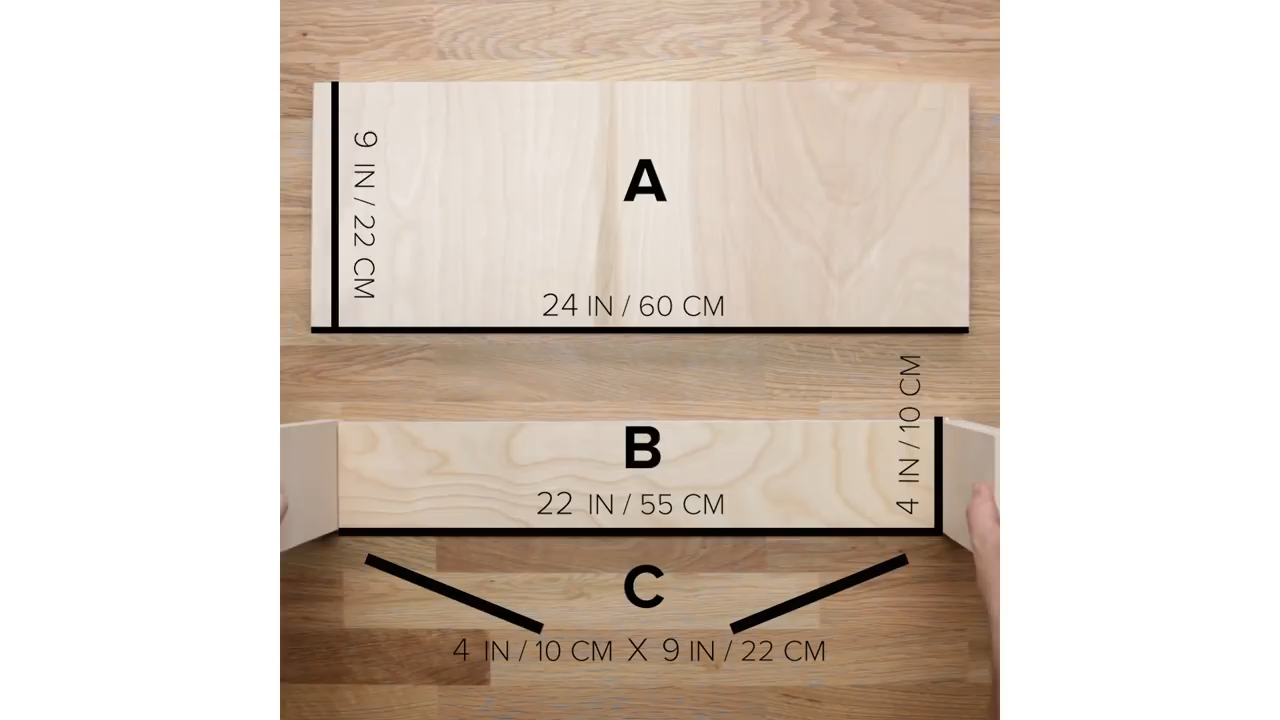 A
9 IN / 22 CM
24 IN / 60 CM
B
22 IN / 55 CM
4 IN / 10 CM
C
4 IN / 10 CM X 9 IN / 22 CM